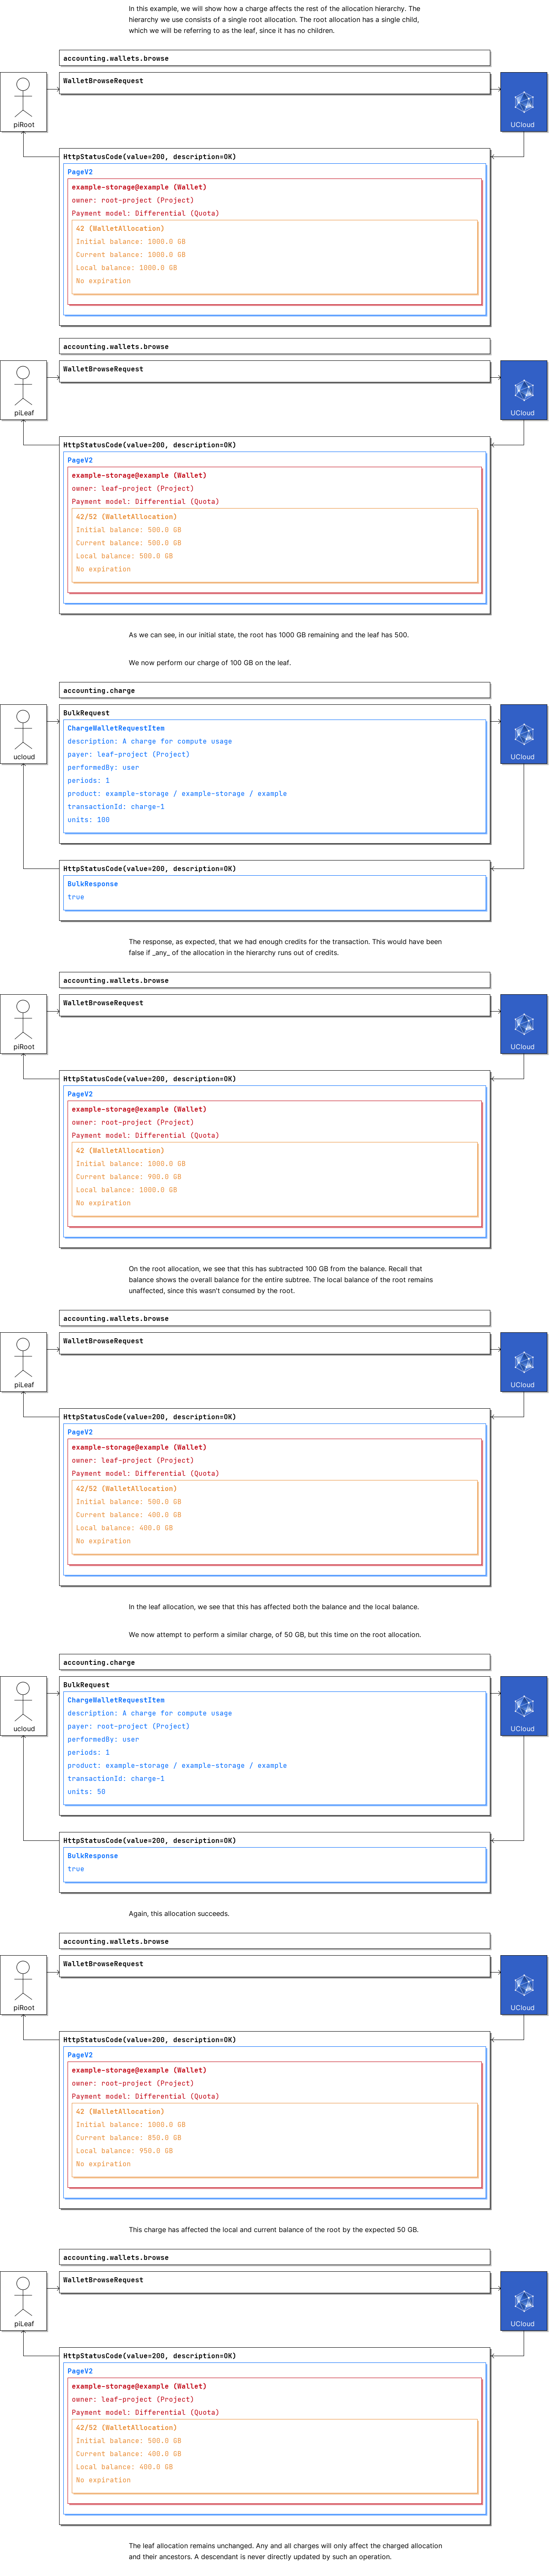 In this example, we will show how a charge affects the rest of the allocation hierarchy. The
hierarchy we use consists of a single root allocation. The root allocation has a single child,
which we will be referring to as the leaf, since it has no children.
accounting.wallets.browse
WalletBrowseRequest
piRoot
UCloud
HttpStatusCode(value=200, description=OK)
PageV2
example-storage@example (Wallet)
owner: root-project (Project)
Payment model: Differential (Quota)
42 (WalletAllocation)
Initial balance: 1000.0 GB
Current balance: 1000.0 GB
Local balance: 1000.0 GB
No expiration
accounting.wallets.browse
WalletBrowseRequest
piLeaf
UCloud
HttpStatusCode(value=200, description=OK)
PageV2
example-storage@example (Wallet)
owner: leaf-project (Project)
Payment model: Differential (Quota)
42/52 (WalletAllocation)
Initial balance: 500.0 GB
Current balance: 500.0 GB
Local balance: 500.0 GB
No expiration
As we can see, in our initial state, the root has 1000 GB remaining and the leaf has 500.
We now perform our charge of 100 GB on the leaf.
accounting.charge
BulkRequest
ChargeWalletRequestItem
description: A charge for compute usage
payer: leaf-project (Project)
performedBy: user
periods: 1
product: example-storage / example-storage / example
transactionId: charge-1
units: 100
ucloud
UCloud
HttpStatusCode(value=200, description=OK)
BulkResponse
true
The response, as expected, that we had enough credits for the transaction. This would have been
false if _any_ of the allocation in the hierarchy runs out of credits.
accounting.wallets.browse
WalletBrowseRequest
piRoot
UCloud
HttpStatusCode(value=200, description=OK)
PageV2
example-storage@example (Wallet)
owner: root-project (Project)
Payment model: Differential (Quota)
42 (WalletAllocation)
Initial balance: 1000.0 GB
Current balance: 900.0 GB
Local balance: 1000.0 GB
No expiration
On the root allocation, we see that this has subtracted 100 GB from the balance. Recall that
balance shows the overall balance for the entire subtree. The local balance of the root remains
unaffected, since this wasn't consumed by the root.
accounting.wallets.browse
WalletBrowseRequest
piLeaf
UCloud
HttpStatusCode(value=200, description=OK)
PageV2
example-storage@example (Wallet)
owner: leaf-project (Project)
Payment model: Differential (Quota)
42/52 (WalletAllocation)
Initial balance: 500.0 GB
Current balance: 400.0 GB
Local balance: 400.0 GB
No expiration
In the leaf allocation, we see that this has affected both the balance and the local balance.
We now attempt to perform a similar charge, of 50 GB, but this time on the root allocation.
accounting.charge
BulkRequest
ChargeWalletRequestItem
description: A charge for compute usage
payer: root-project (Project)
performedBy: user
periods: 1
product: example-storage / example-storage / example
transactionId: charge-1
units: 50
ucloud
UCloud
HttpStatusCode(value=200, description=OK)
BulkResponse
true
Again, this allocation succeeds.
accounting.wallets.browse
WalletBrowseRequest
piRoot
UCloud
HttpStatusCode(value=200, description=OK)
PageV2
example-storage@example (Wallet)
owner: root-project (Project)
Payment model: Differential (Quota)
42 (WalletAllocation)
Initial balance: 1000.0 GB
Current balance: 850.0 GB
Local balance: 950.0 GB
No expiration
This charge has affected the local and current balance of the root by the expected 50 GB.
accounting.wallets.browse
WalletBrowseRequest
piLeaf
UCloud
HttpStatusCode(value=200, description=OK)
PageV2
example-storage@example (Wallet)
owner: leaf-project (Project)
Payment model: Differential (Quota)
42/52 (WalletAllocation)
Initial balance: 500.0 GB
Current balance: 400.0 GB
Local balance: 400.0 GB
No expiration
The leaf allocation remains unchanged. Any and all charges will only affect the charged allocation
and their ancestors. A descendant is never directly updated by such an operation.